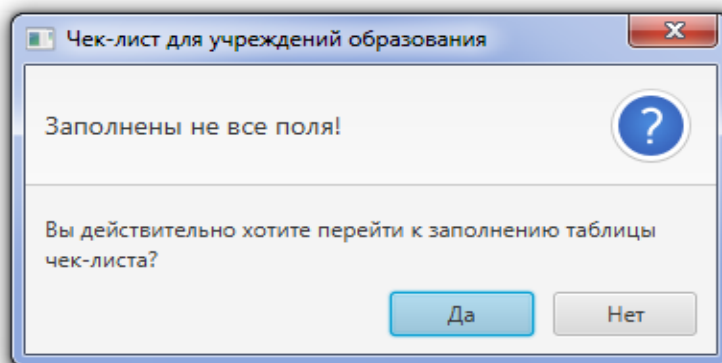 Чек-лист для учреждений образования
Заполнены не все поля!
?
Вы действительно хотите перейти к заполнению таблицы
чек-листа?
Да
Нет